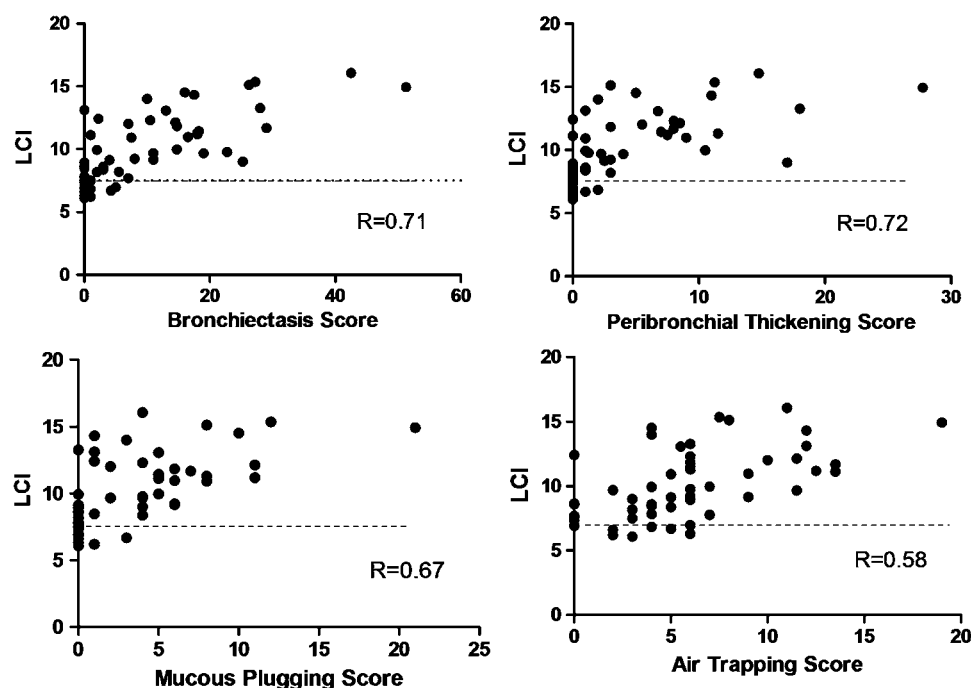 20
15
10
5
0
LCI
R=0.71
0 20 40 60
Bronchiectasis Score
20
15
10
5
0
LCI
R=0.72
0 10 20 30
Peribronchial Thickening Score
20
15
10
5
0
LCI
R=0.67
0 5 10 15 20 25
Mucous Plugging Score
20
15
10
5
0
LCI
R=0.58
0 5 10 15 20
Air Trapping Score